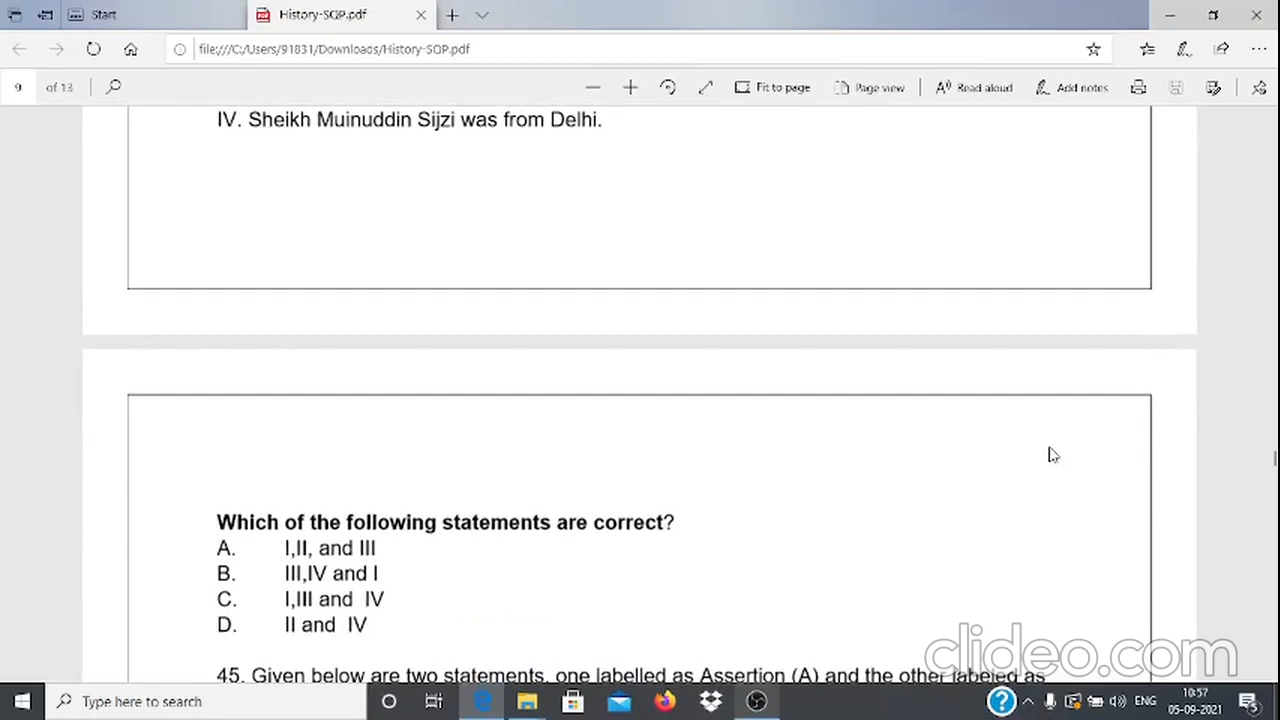 Start
History-SQP.pdf
file:///C:/Users/91831/Downloads/History-SQP.pdf
9 of 13
Fit to page
Page view
Read aloud
Add notes
IV. Sheikh Muinuddin Sijzi was from Delhi.
Which of the following statements are correct?
A. I,II, and III
B. III,IV and I
C. I,III and IV
D. II and IV
45. Given below are two statements, one labelled as Assertion (A) and the other labeled as
clideo.com
Type here to search
ENG
10:57
05-09-2021
5